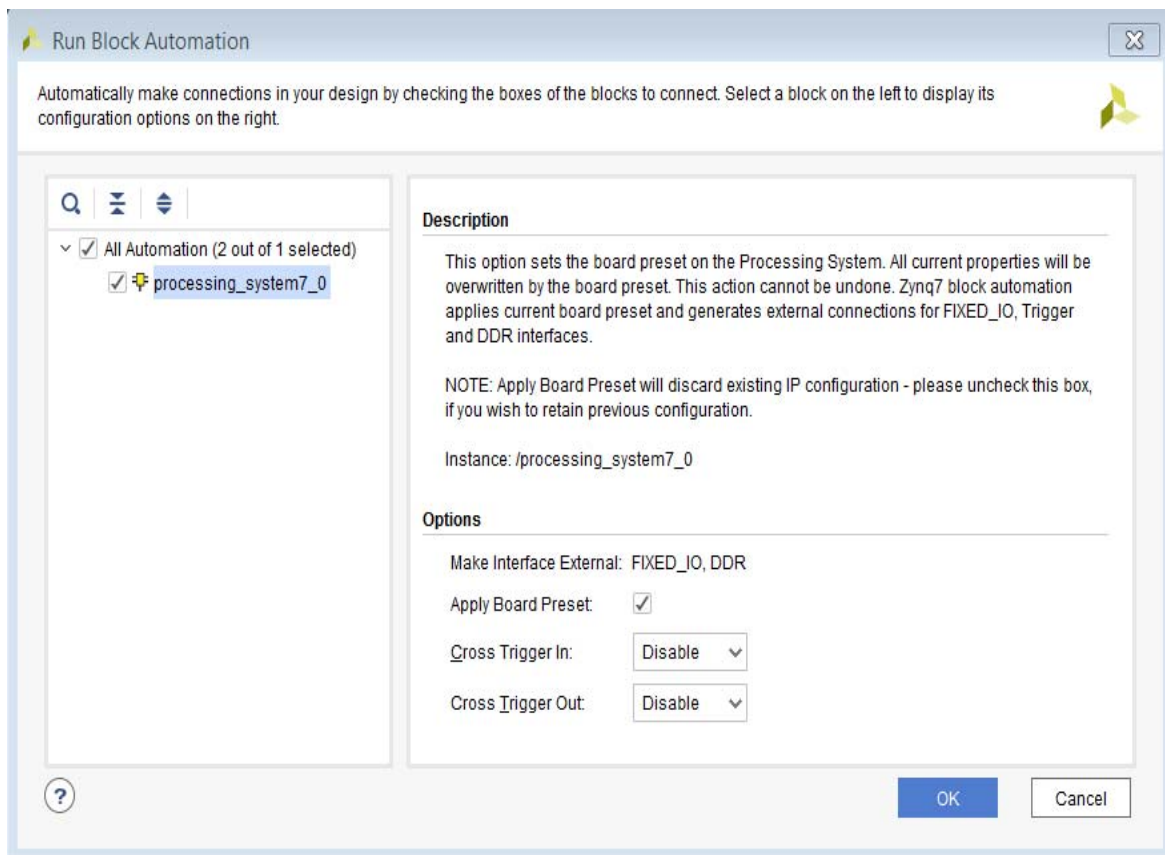 Run Block Automation
Automatically make connections in your design by checking the boxes of the blocks to connect. Select a block on the left to display its
configuration options on the right.
All Automation (2 out of 1 selected)
processing_system7_0
Description
This option sets the board preset on the Processing System. All current properties will be
overwritten by the board preset. This action cannot be undone. Zynq7 block automation
applies current board preset and generates external connections for FIXED_IO, Trigger
and DDR interfaces.
NOTE: Apply Board Preset will discard existing IP configuration - please uncheck this box,
if you wish to retain previous configuration.
Instance: /processing_system7_0
Options
Make Interface External: FIXED_IO, DDR
Apply Board Preset:
Cross Trigger In: Disable
Cross Trigger Out: Disable
?
OK
Cancel